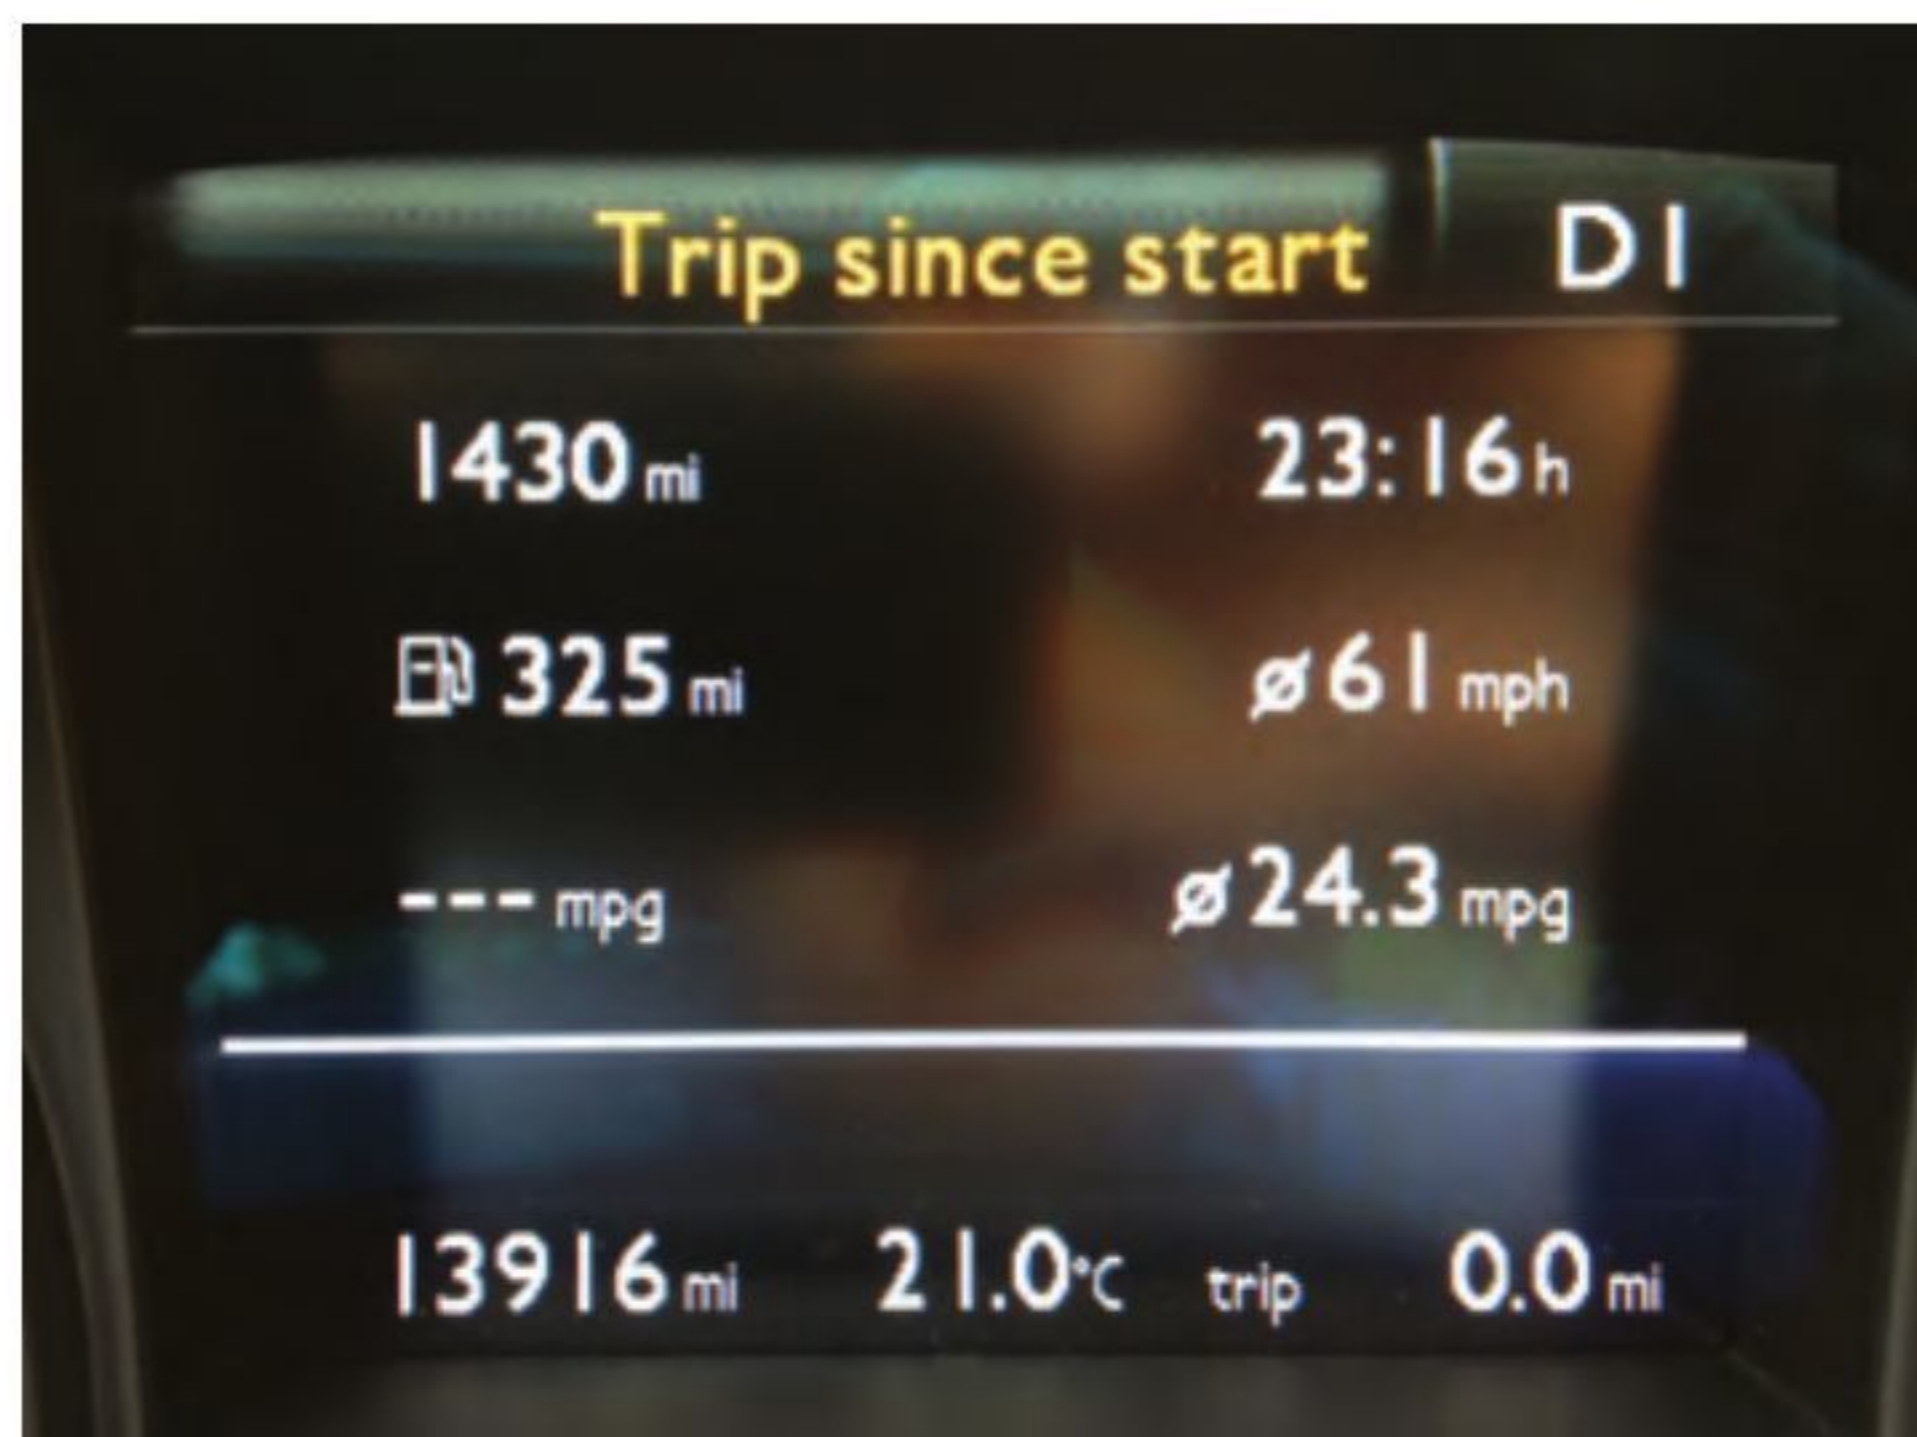 Trip since start D1
1430 mi 23:16 h
325 mi ø61 mph
--- mpg ø24.3 mpg
13916 mi 21.0°C trip 0.0 mi